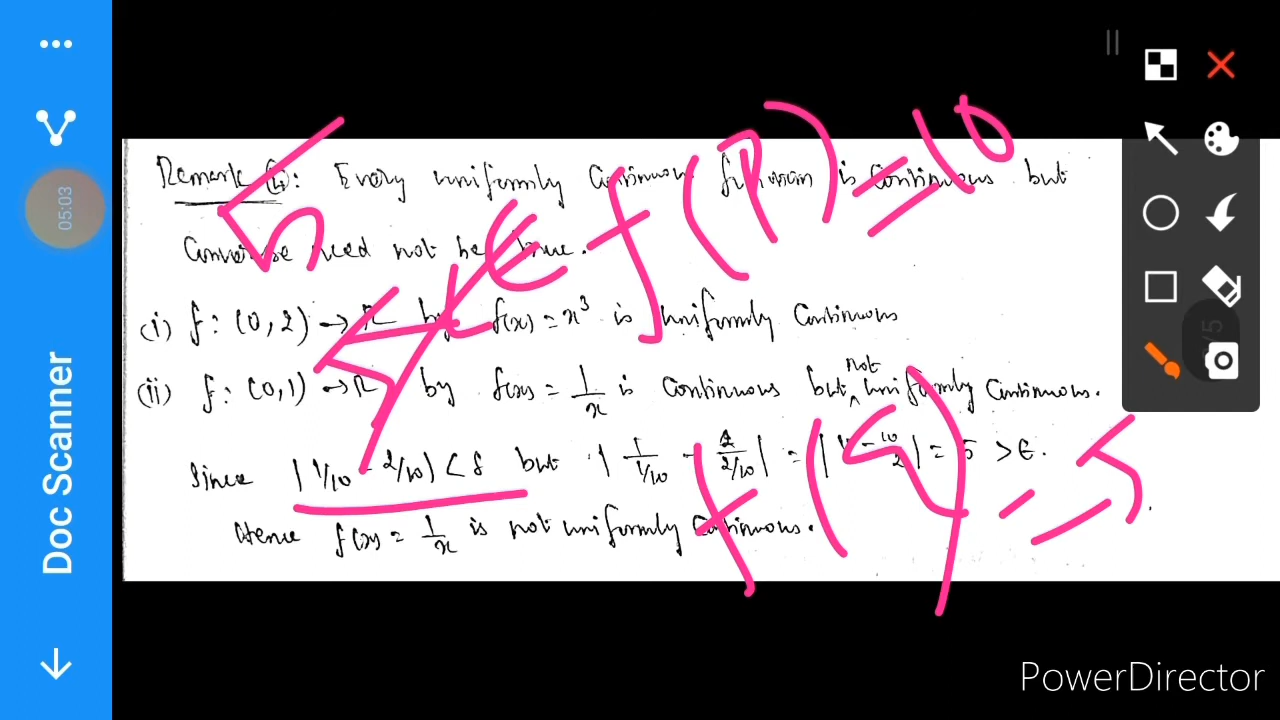 Remark (4): Every uniformly Continuous function is Continuous but
Converse need not be true.
(i) f: (0,2) → R by f(x) = x³ is uniformly Continuous
(ii) f: (0,1) → R by f(x) = 1/x is Continuous but not uniformly Continuous.
Since | 1/10 - 2/10 | < δ but | 1/1/10 - 1/2/10 | = | 10 - 10/2 | = 5 > ε.
Hence f(x) = 1/x is not uniformly Continuous.
f(p) = 10
5
f(q) = 5
05:03
Doc Scanner
PowerDirector